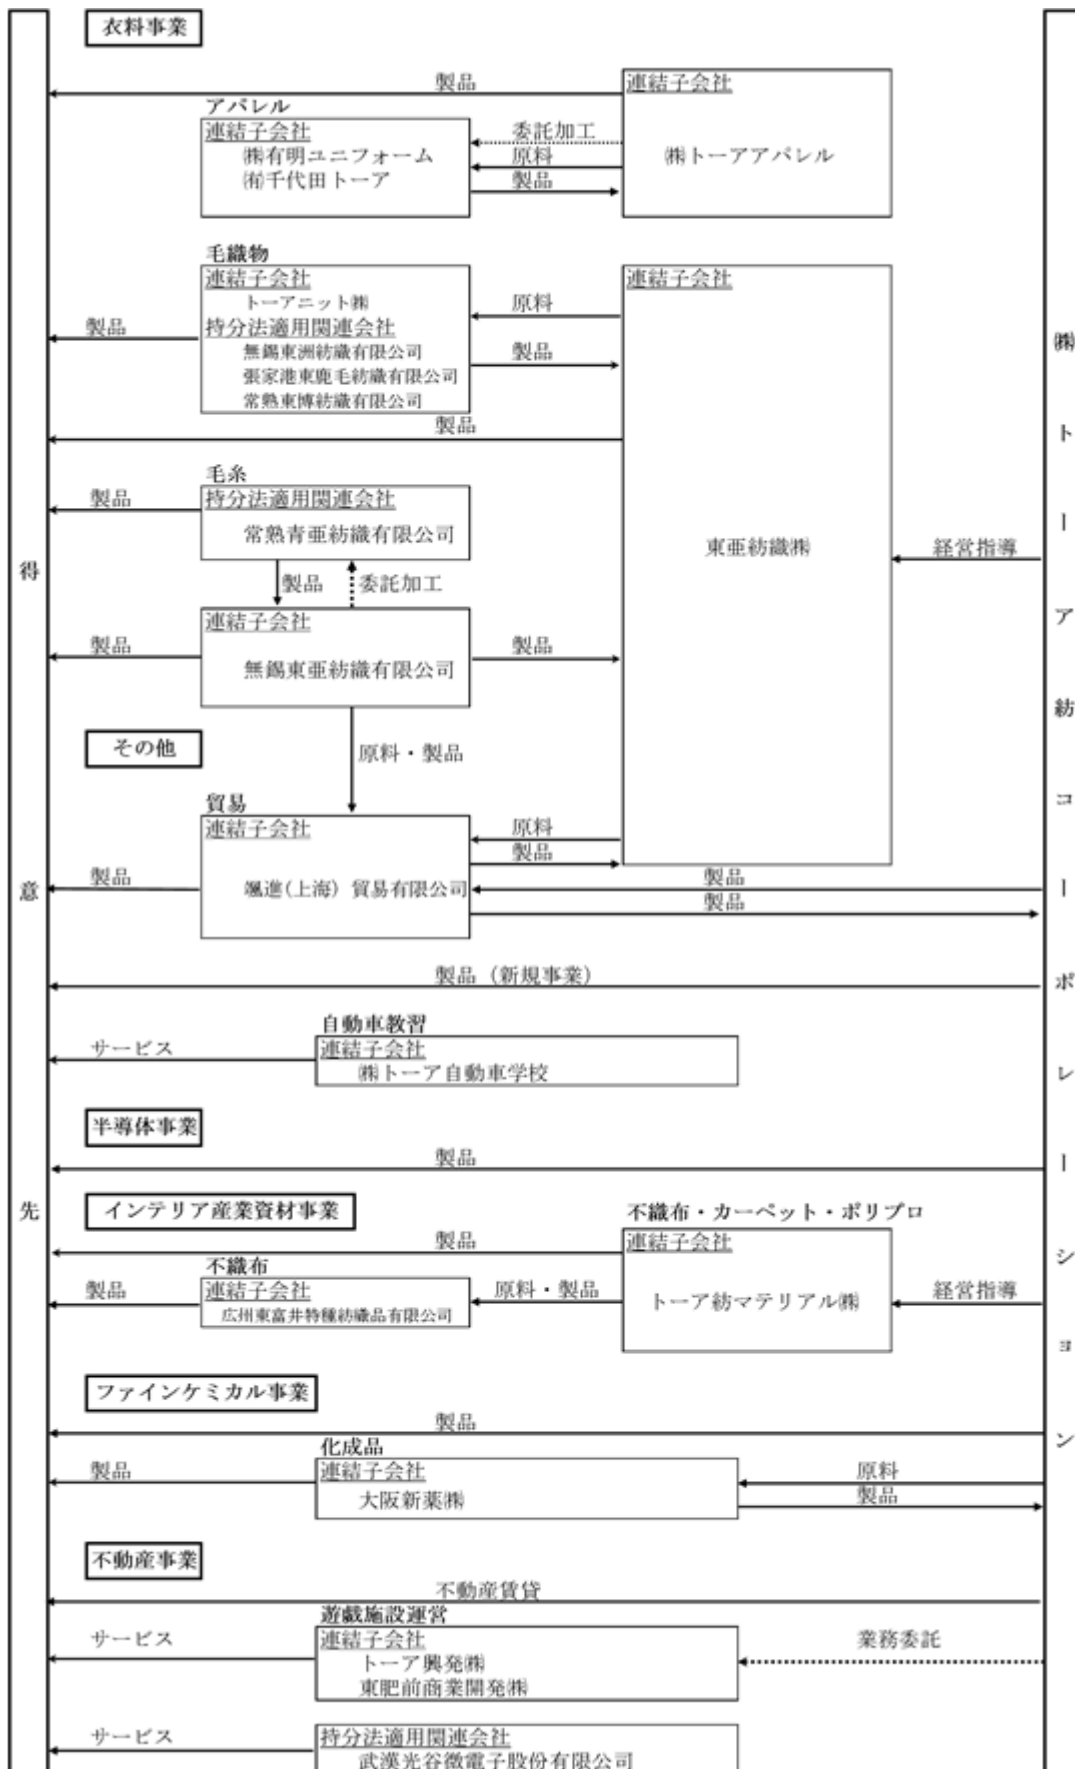 衣料事業
製品
連結子会社
㈱トーアアパレル
アパレル
連結子会社
㈱有明ユニフォーム
㈲千代田トーア
委託加工
原料
製品
毛織物
連結子会社
トーアニット㈱
持分法適用関連会社
無錫東洲紡織有限公司
張家港東鹿毛紡織有限公司
常熟東博紡織有限公司
製品
原料
製品
連結子会社
東亜紡織㈱
経営指導
製品
毛糸
持分法適用関連会社
常熟青亜紡織有限公司
製品
製品
委託加工
連結子会社
無錫東亜紡織有限公司
製品
製品
その他
原料・製品
貿易
連結子会社
颯進(上海) 貿易有限公司
原料
製品
製品
製品
製品
製品（新規事業）
自動車教習
連結子会社
㈱トーア自動車学校
サービス
半導体事業
製品
インテリア産業資材事業
不織布・カーペット・ポリプロ
連結子会社
トーア紡マテリアル㈱
製品
不織布
連結子会社
広州東富井特種紡織品有限公司
製品
原料・製品
経営指導
ファインケミカル事業
製品
化成品
連結子会社
大阪新薬㈱
製品
原料
製品
不動産事業
不動産賃貸
遊戯施設運営
連結子会社
トーア興発㈱
東肥前商業開発㈱
サービス
業務委託
サービス
持分法適用関連会社
武漢光谷微電子股份有限公司
得意先
㈱トーア紡コーポレーション